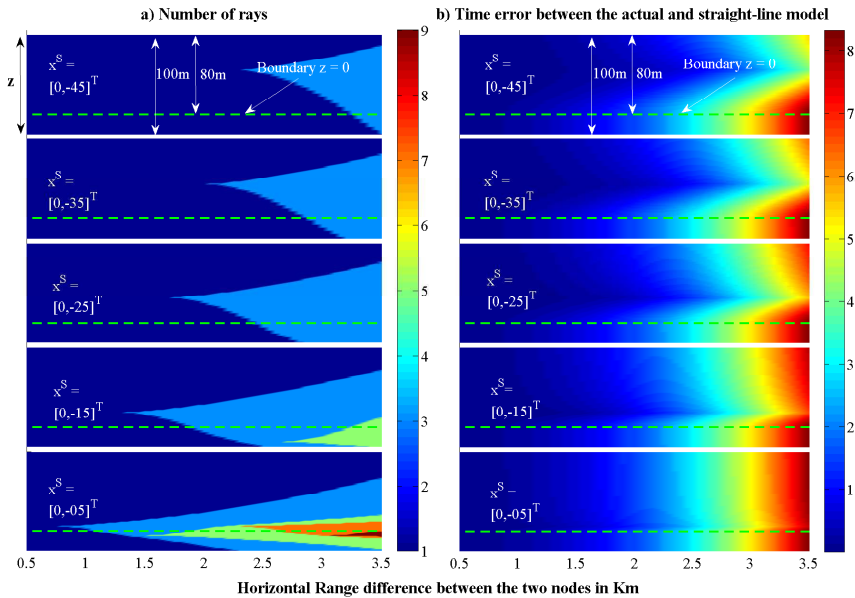 a) Number of rays
b) Time error between the actual and straight-line model
z
x^S =
[0,-45]^T
100m
80m
Boundary z = 0
x^S =
[0,-35]^T
x^S =
[0,-25]^T
x^S =
[0,-15]^T
x^S =
[0,-05]^T
0.5 1 1.5 2 2.5 3 3.5
9
8
7
6
5
4
3
2
1
x^S =
[0,-45]^T
100m
80m
Boundary z = 0
x^S =
[0,-35]^T
x^S =
[0,-25]^T
x^S =
[0,-15]^T
x^S =
[0,-05]^T
0.5 1 1.5 2 2.5 3 3.5
8
7
6
5
4
3
2
1
Horizontal Range difference between the two nodes in Km